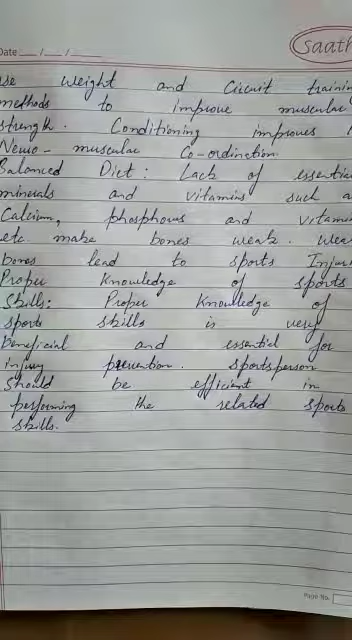 saath
Date __/__/__
use weight and Circuit training
methods to improve muscular
strength. Conditioning improves
Neuro-muscular Co-ordination.
Balanced Diet: Lack of essential
minerals and vitamins such as
Calcium, phosphorus and vitamin
etc. make bones weak. Weak
bones lead to sports Injury
Proper Knowledge of sports
Skills: Proper Knowledge of
sports skills is very
beneficial and essential for
injury prevention. Sportsperson
should be efficient in
performing the related sports
skills.
Page No.